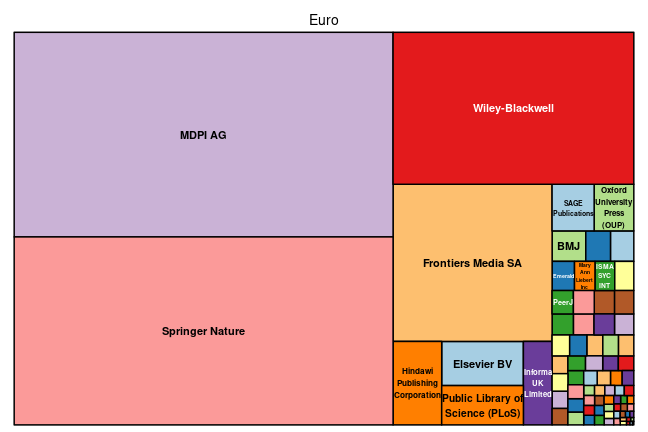 Euro
MDPI AG
Springer Nature
Wiley-Blackwell
Frontiers Media SA
Hindawi
Publishing
Corporation
Elsevier BV
Public Library of
Science (PLoS)
Informa
UK
Limited
SAGE
Publications
Oxford
University
Press
(OUP)
BMJ
Emerald
Mary
Ann
Liebert
Inc
ISMA
SYC
INT
PeerJ